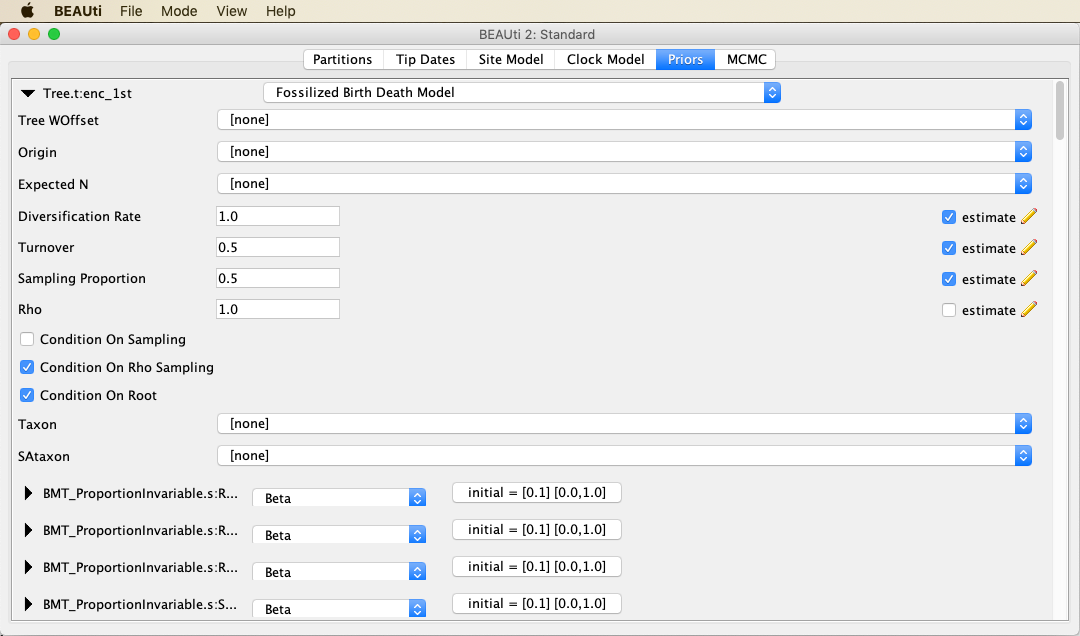 BEAUti File Mode View Help
BEAUti 2: Standard
Partitions Tip Dates Site Model Clock Model Priors MCMC
Tree.t:enc_1st Fossilized Birth Death Model
Tree WOffset [none]
Origin [none]
Expected N [none]
Diversification Rate 1.0 estimate
Turnover 0.5 estimate
Sampling Proportion 0.5 estimate
Rho 1.0 estimate
Condition On Sampling
Condition On Rho Sampling
Condition On Root
Taxon [none]
SAtaxon [none]
BMT_ProportionInvariable.s:R... Beta initial = [0.1] [0.0,1.0]
BMT_ProportionInvariable.s:R... Beta initial = [0.1] [0.0,1.0]
BMT_ProportionInvariable.s:R... Beta initial = [0.1] [0.0,1.0]
BMT_ProportionInvariable.s:S... Beta initial = [0.1] [0.0,1.0]